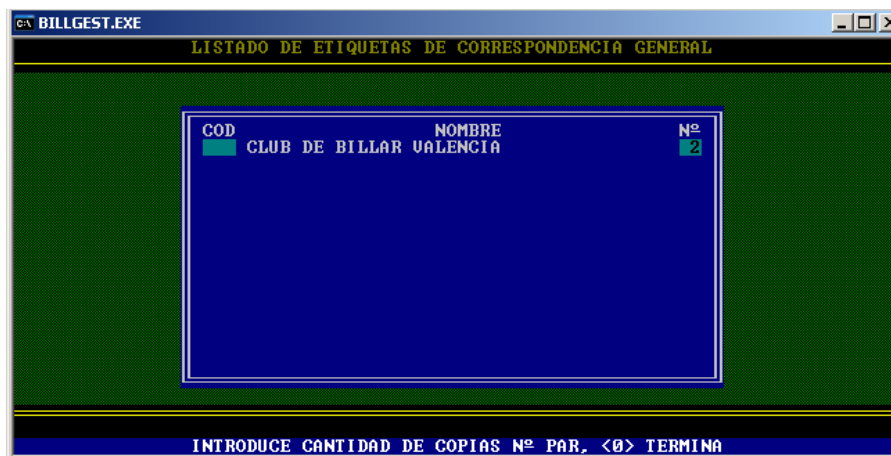 BILLGEST.EXE
LISTADO DE ETIQUETAS DE CORRESPONDENCIA GENERAL
COD NOMBRE Nº
CLUB DE BILLAR VALENCIA 2
INTRODUCE CANTIDAD DE COPIAS Nº PAR, <0> TERMINA